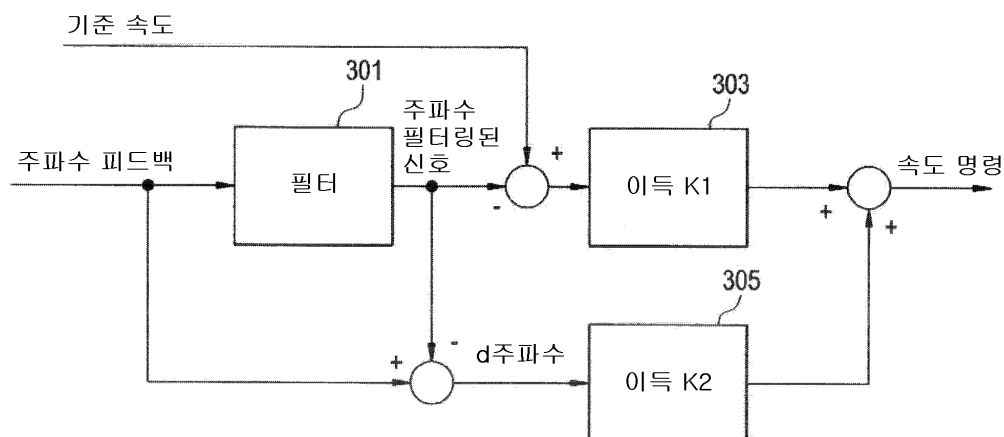 기준 속도
301
주파수
필터링된
신호
303
주파수 피드백
필터
+
-
이득 K1
+
+
속도 명령
305
-
+
d주파수
이득 K2